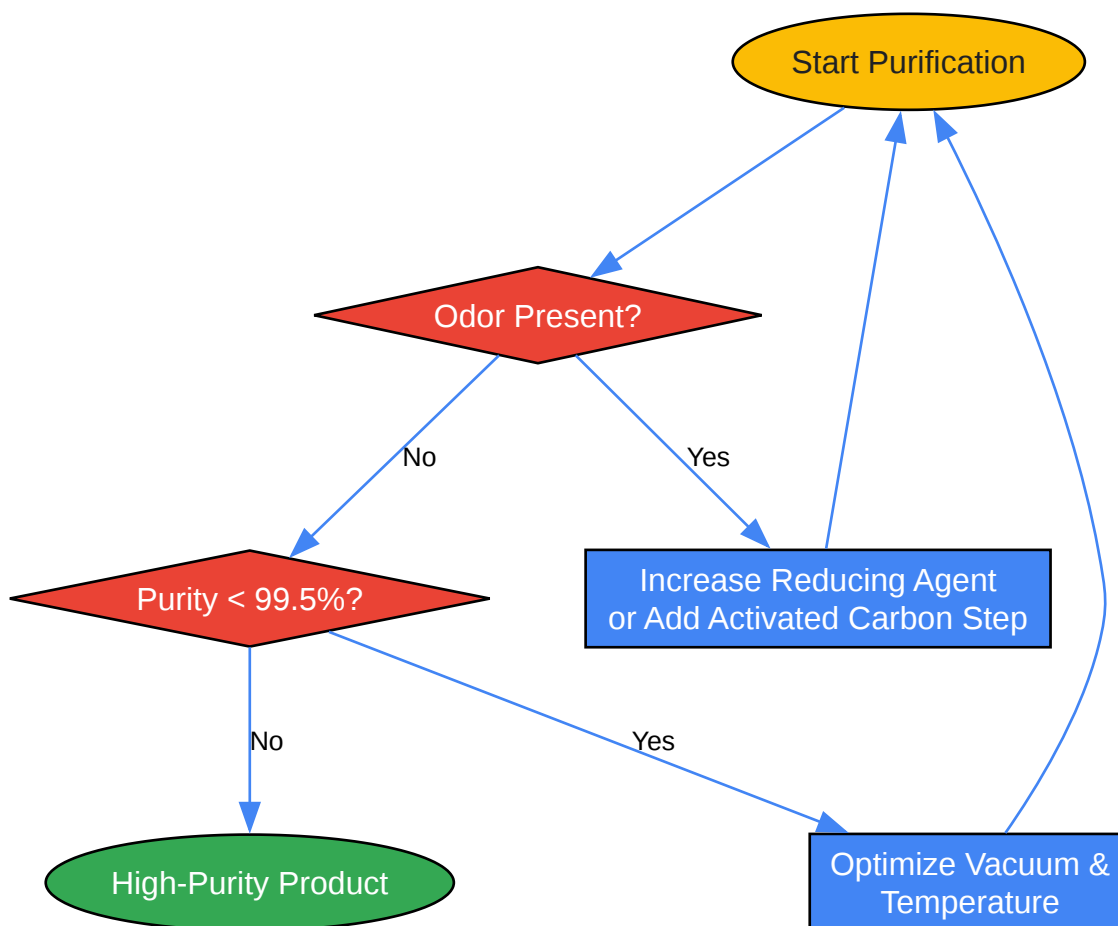 Start Purification
Odor Present?
No
Yes
Purity < 99.5%?
Increase Reducing Agent
or Add Activated Carbon Step
No
Yes
High-Purity Product
Optimize Vacuum &
Temperature